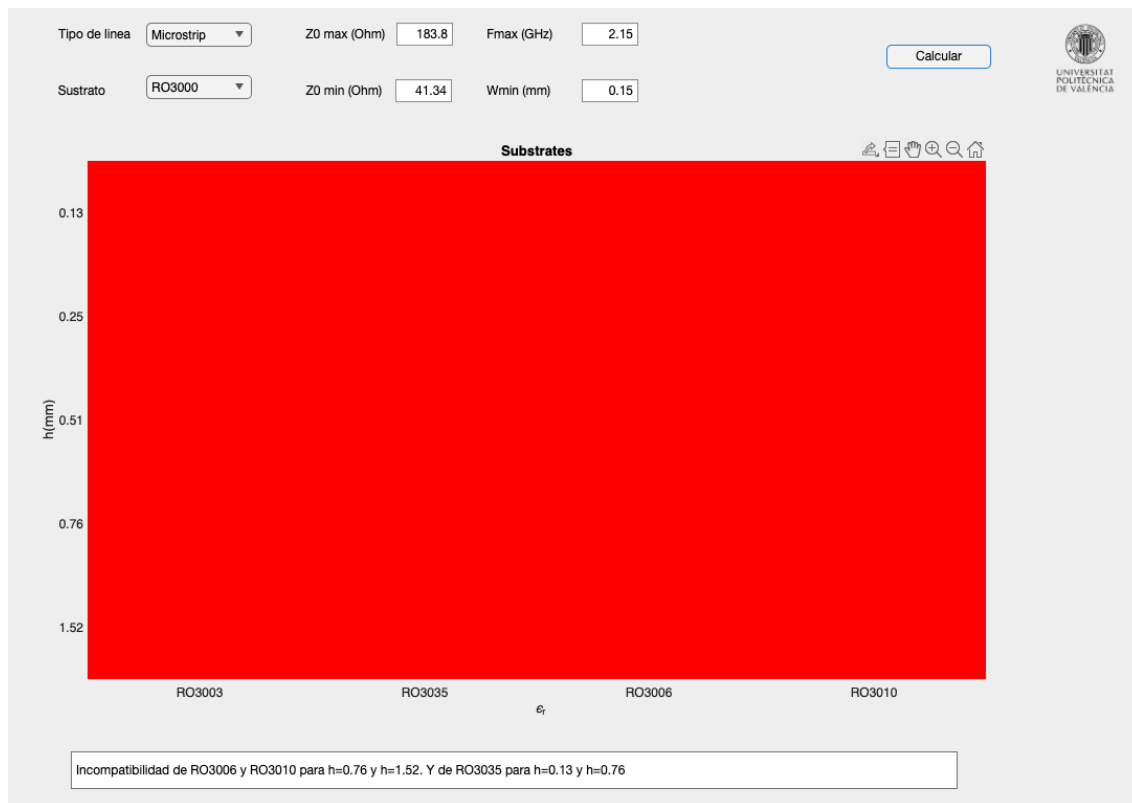 Tipo de linea Microstrip Z0 max (Ohm) 183.8 Fmax (GHz) 2.15
Calcular
UNIVERSITAT
POLITÈCNICA
DE VALÈNCIA
Sustrato RO3000 Z0 min (Ohm) 41.34 Wmin (mm) 0.15
Substrates
0.13
0.25
0.51
0.76
1.52
h(mm)
RO3003 RO3035 RO3006 RO3010
εr
Incompatibilidad de RO3006 y RO3010 para h=0.76 y h=1.52. Y de RO3035 para h=0.13 y h=0.76